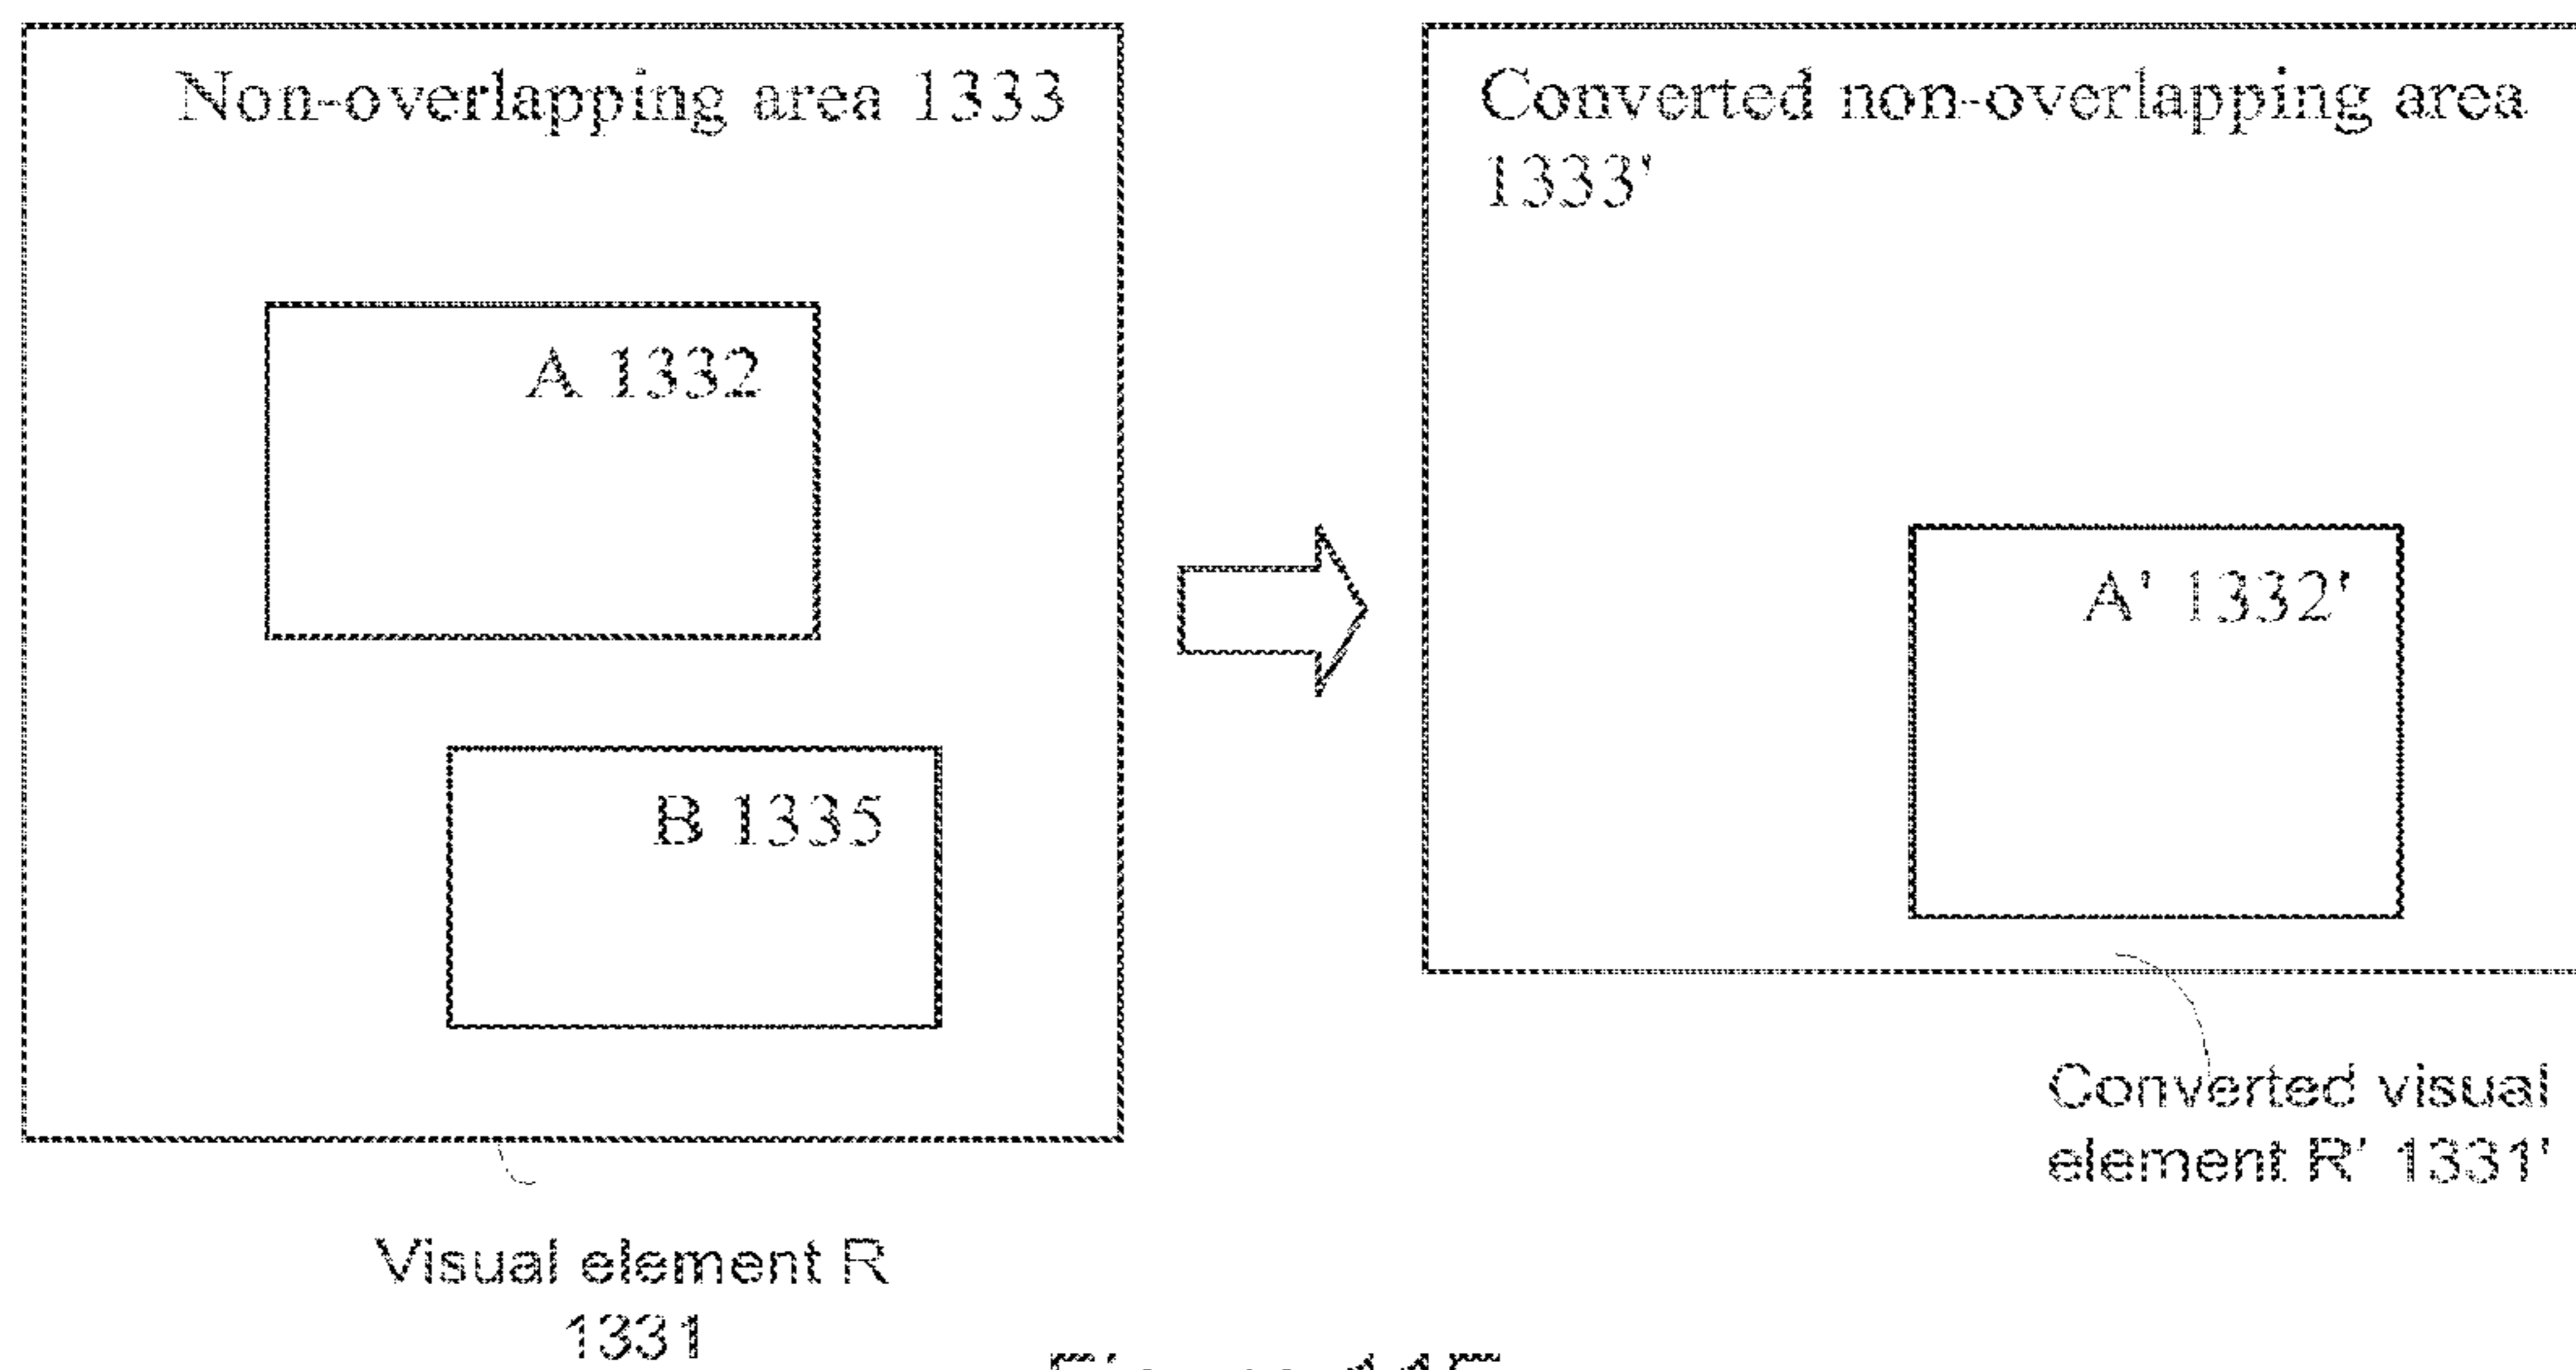 Non-overlapping area 1333
A 1332
B 1335
Visual element R
1331
Converted non-overlapping area
1333'
A' 1332'
Converted visual
element R' 1331'